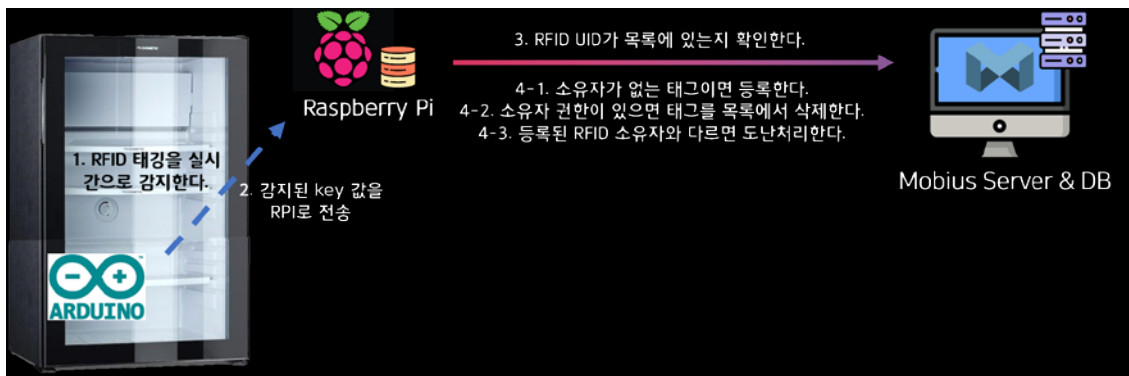 1. RFID 태깅을 실시
간으로 감지한다.
ARDUINO
2. 감지된 key 값을
RPI로 전송
Raspberry Pi
3. RFID UID가 목록에 있는지 확인한다.
4-1. 소유자가 없는 태그이면 등록한다.
4-2. 소유자 권한이 있으면 태그를 목록에서 삭제한다.
4-3. 등록된 RFID 소유자와 다르면 도난처리한다.
Mobius Server & DB